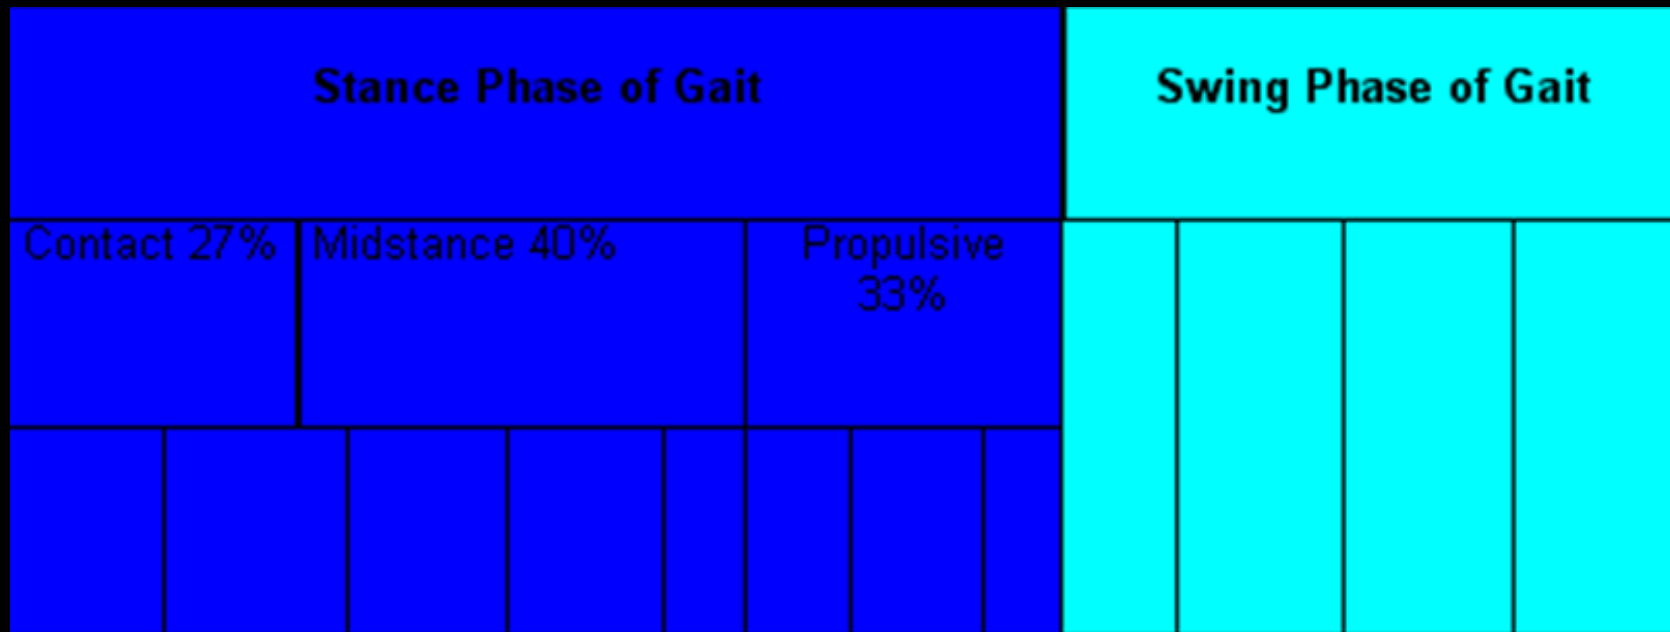 Stance Phase of Gait
Swing Phase of Gait
Contact 27%
Midstance 40%
Propulsive
33%